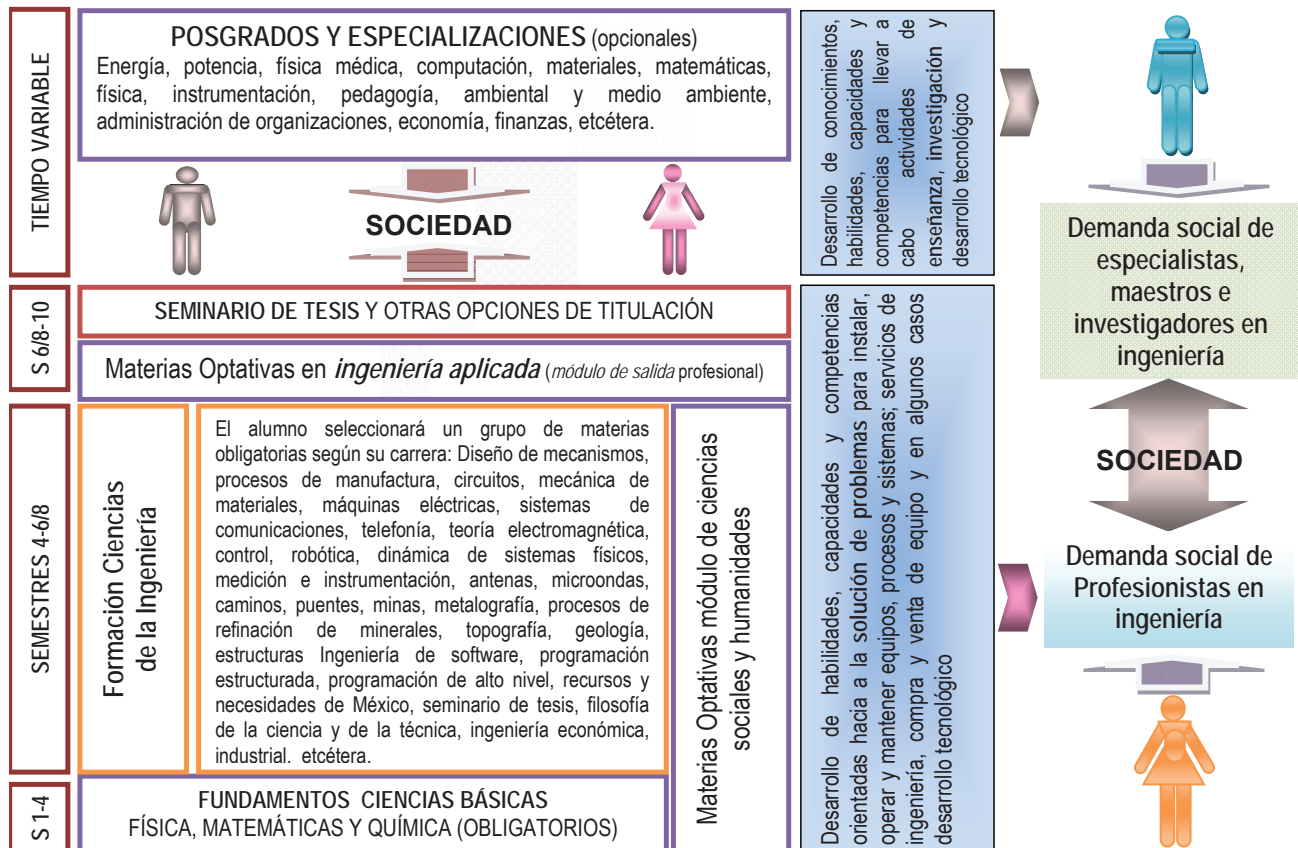 TIEMPO VARIABLE
POSGRADOS Y ESPECIALIZACIONES (opcionales)
Energía, potencia, física médica, computación, materiales, matemáticas,
física, instrumentación, pedagogía, ambiental y medio ambiente,
administración de organizaciones, economía, finanzas, etcétera.
SOCIEDAD
Desarrollo de conocimientos,
habilidades, capacidades y
competencias para llevar a
cabo actividades de
enseñanza, investigación y
desarrollo tecnológico
Demanda social de
especialistas,
maestros e
investigadores en
ingeniería
SOCIEDAD
Demanda social de
Profesionistas en
ingeniería
S 6/8-10
SEMINARIO DE TESIS Y OTRAS OPCIONES DE TITULACIÓN
Materias Optativas en ingeniería aplicada (módulo de salida profesional)
SEMESTRES 4-6/8
Formación Ciencias
de la Ingeniería
El alumno seleccionará un grupo de materias
obligatorias según su carrera: Diseño de mecanismos,
procesos de manufactura, circuitos, mecánica de
materiales, máquinas eléctricas, sistemas de
comunicaciones, telefonía, teoría electromagnética,
control, robótica, dinámica de sistemas físicos,
medición e instrumentación, antenas, microondas,
caminos, puentes, minas, metalografía, procesos de
refinación de minerales, topografía, geología,
estructuras Ingeniería de software, programación
estructurada, programación de alto nivel, recursos y
necesidades de México, seminario de tesis, filosofía
de la ciencia y de la técnica, ingeniería económica,
industrial. etcétera.
Materias Optativas módulo de ciencias
sociales y humanidades
Desarrollo de habilidades, capacidades y competencias
orientadas hacia a la solución de problemas para instalar,
operar y mantener equipos, procesos y sistemas; servicios de
ingeniería, compra y venta de equipo y en algunos casos
desarrollo tecnológico
S 1-4
FUNDAMENTOS CIENCIAS BÁSICAS
FÍSICA, MATEMÁTICAS Y QUÍMICA (OBLIGATORIOS)